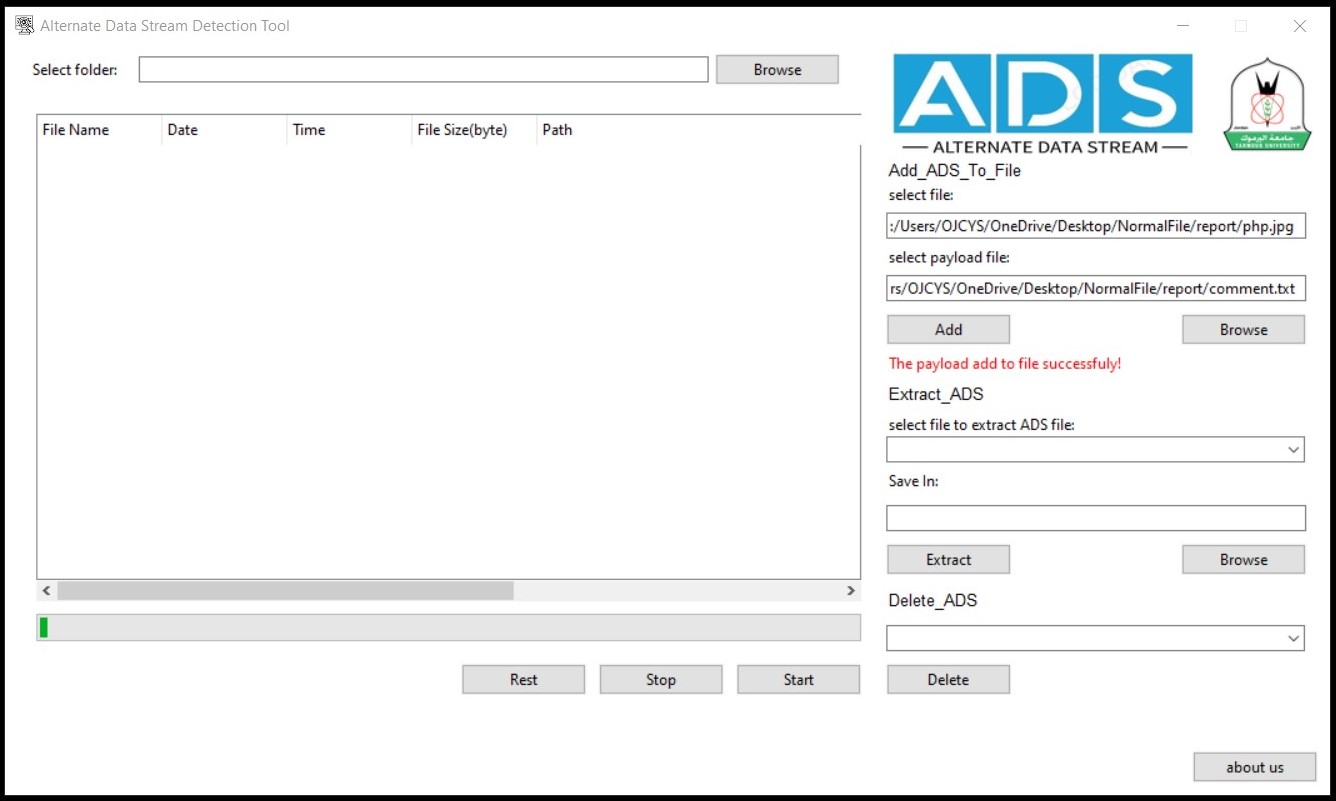 Alternate Data Stream Detection Tool
Select folder:
Browse
File Name Date Time File Size(byte) Path
Rest Stop Start
ADS
ALTERNATE DATA STREAM
جامعة اليرموك
YARMOUK UNIVERSITY
Add_ADS_To_File
select file:
:/Users/OJCYS/OneDrive/Desktop/NormalFile/report/php.jpg
select payload file:
rs/OJCYS/OneDrive/Desktop/NormalFile/report/comment.txt
Add Browse
The payload add to file successfuly!
Extract_ADS
select file to extract ADS file:
Save In:
Extract Browse
Delete_ADS
Delete
about us